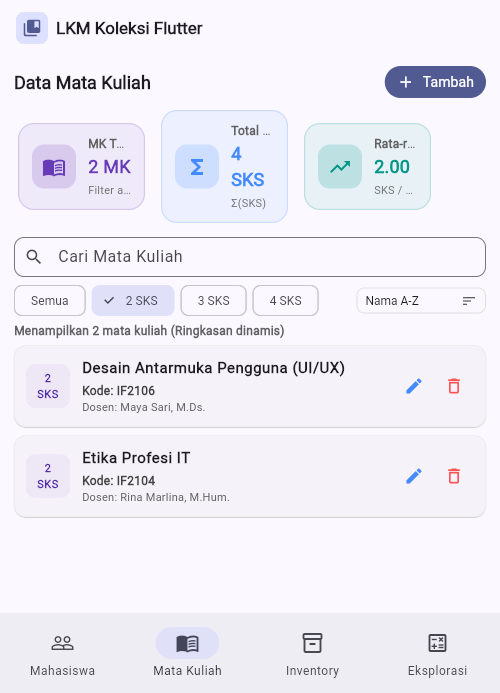 LKM Koleksi Flutter
Data Mata Kuliah
Tambah
MK T...
2 MK
Filter a...
Total ...
4
SKS
Σ(SKS)
Rata-r...
2.00
SKS / ...
Cari Mata Kuliah
Semua
2 SKS
3 SKS
4 SKS
Nama A-Z
Menampilkan 2 mata kuliah (Ringkasan dinamis)
2
SKS
Desain Antarmuka Pengguna (UI/UX)
Kode: IF2106
Dosen: Maya Sari, M.Ds.
2
SKS
Etika Profesi IT
Kode: IF2104
Dosen: Rina Marlina, M.Hum.
Mahasiswa
Mata Kuliah
Inventory
Eksplorasi